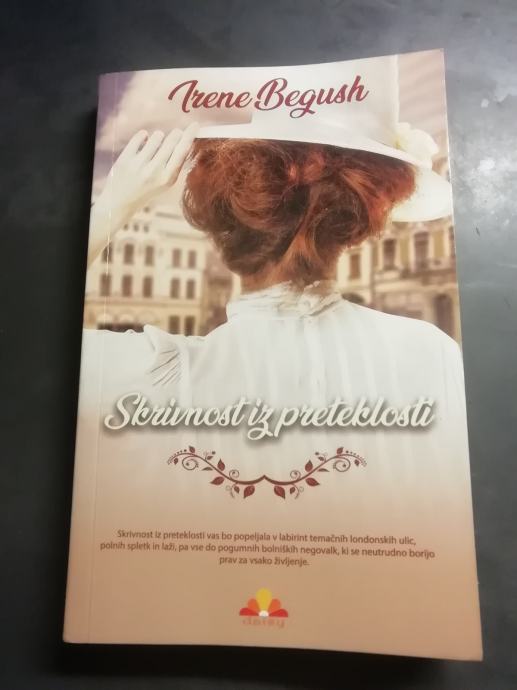 Irene Begush
Skrivnost iz preteklosti
Skrivnost iz preteklosti vas bo popeljala v labirint temačnih londonskih ulic,
polnih spletk in laži, pa vse do pogumnih bolniških negovalk, ki se neutrudno borijo
prav za vsako življenje.
daisy